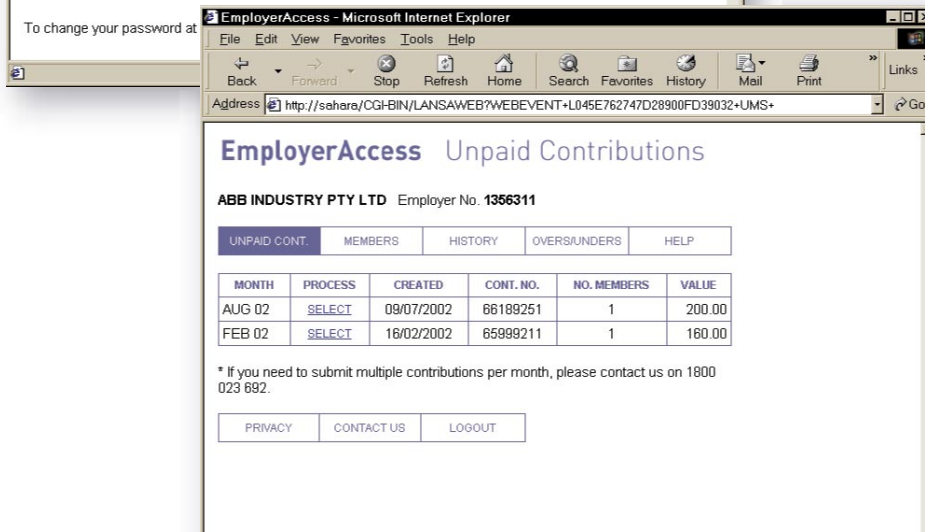 To change your password at
EmployerAccess - Microsoft Internet Explorer
File Edit View Favorites Tools Help
Back Forward Stop Refresh Home Search Favorites History Mail Print
Links
Address http://sahara/CGI-BIN/LANSAWEB?WEBEVENT+L045E762747D28900FD39032+UMS+ Go
EmployerAccess Unpaid Contributions
ABB INDUSTRY PTY LTD Employer No. 1356311
UNPAID CONT. MEMBERS HISTORY OVERS/UNDERS HELP
MONTH PROCESS CREATED CONT. NO. NO. MEMBERS VALUE
AUG 02 SELECT 09/07/2002 66189251 1 200.00
FEB 02 SELECT 16/02/2002 65999211 1 160.00
* If you need to submit multiple contributions per month, please contact us on 1800
023 692.
PRIVACY CONTACT US LOGOUT